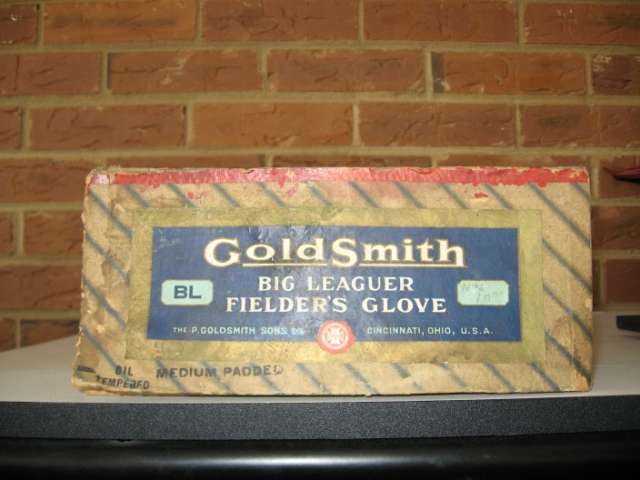 GoldSmith
BIG LEAGUER
BL
FIELDER'S GLOVE
THE P. GOLDSMITH SONS CO. CINCINNATI, OHIO, U.S.A.
OIL TEMPERED
MEDIUM PADDED